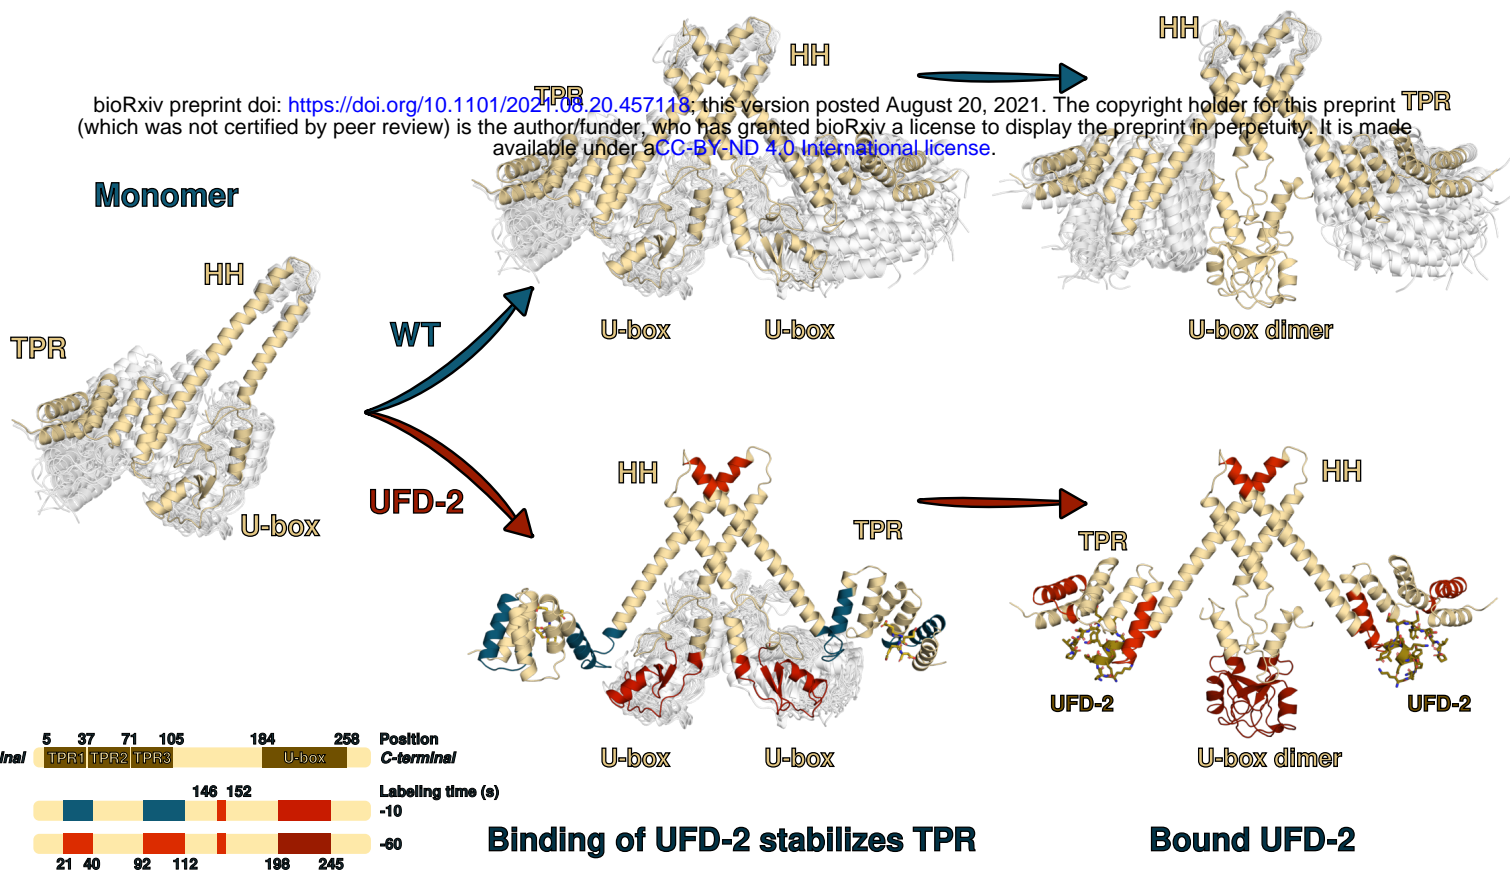 HH
HH
TPR
TPR
bioRxiv preprint doi: https://doi.org/10.1101/2021.08.20.457118; this version posted August 20, 2021. The copyright holder for this preprint
(which was not certified by peer review) is the author/funder, who has granted bioRxiv a license to display the preprint in perpetuity. It is made
available under aCC-BY-ND 4.0 International license.
Monomer
HH
TPR
U-box
WT
UFD-2
U-box U-box
U-box dimer
HH
TPR
U-box U-box
HH
TPR
UFD-2
UFD-2
U-box dimer
5 37 71 105 184 258 Position
inal TPR1 TPR2 TPR3 U-box C-terminal
146 152 Labeling time (s)
-10
-60
21 40 92 112 198 245
Binding of UFD-2 stabilizes TPR
Bound UFD-2